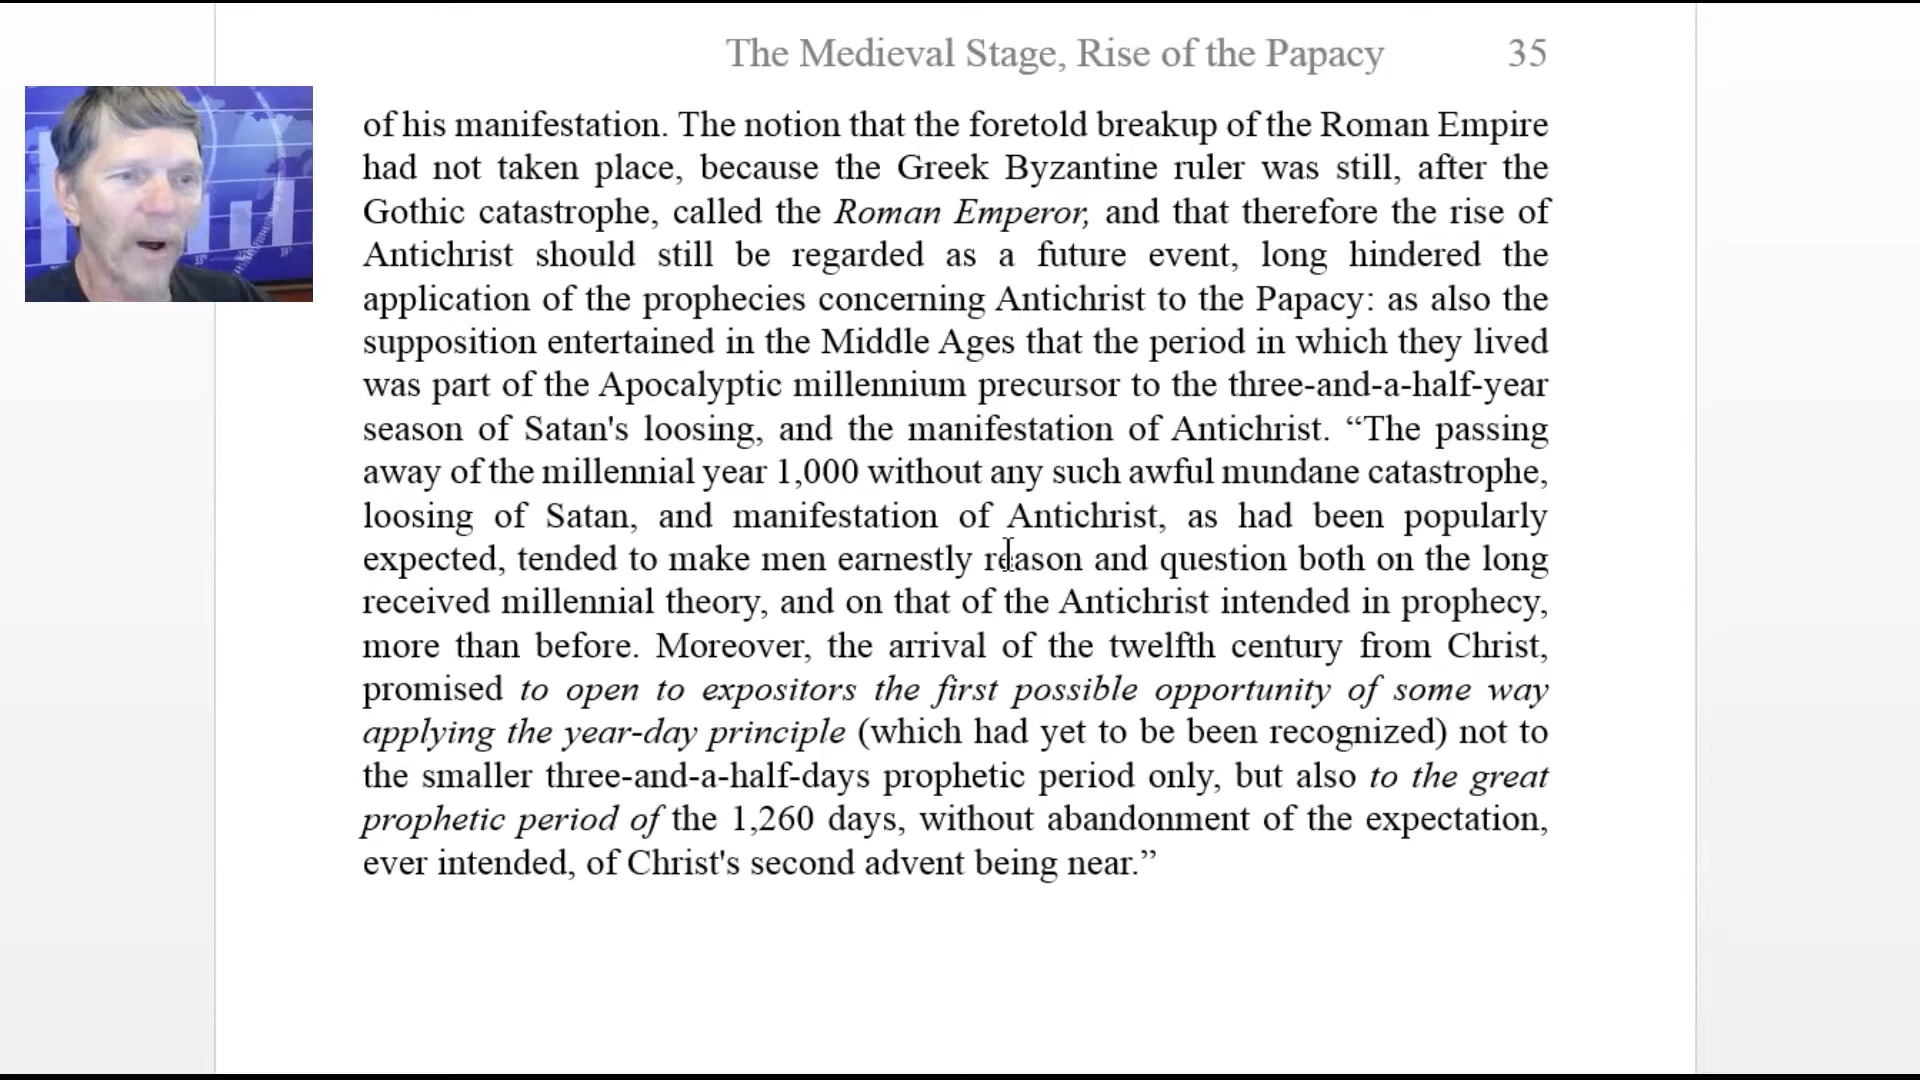 The Medieval Stage, Rise of the Papacy 35
of his manifestation. The notion that the foretold breakup of the Roman Empire
had not taken place, because the Greek Byzantine ruler was still, after the
Gothic catastrophe, called the Roman Emperor, and that therefore the rise of
Antichrist should still be regarded as a future event, long hindered the
application of the prophecies concerning Antichrist to the Papacy: as also the
supposition entertained in the Middle Ages that the period in which they lived
was part of the Apocalyptic millennium precursor to the three-and-a-half-year
season of Satan's loosing, and the manifestation of Antichrist. “The passing
away of the millennial year 1,000 without any such awful mundane catastrophe,
loosing of Satan, and manifestation of Antichrist, as had been popularly
expected, tended to make men earnestly reason and question both on the long
received millennial theory, and on that of the Antichrist intended in prophecy,
more than before. Moreover, the arrival of the twelfth century from Christ,
promised to open to expositors the first possible opportunity of some way
applying the year-day principle (which had yet to be been recognized) not to
the smaller three-and-a-half-days prophetic period only, but also to the great
prophetic period of the 1,260 days, without abandonment of the expectation,
ever intended, of Christ's second advent being near.”
33°
39°